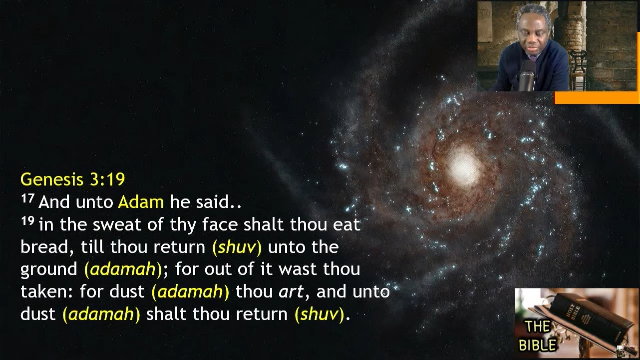 Genesis 3:19
17 And unto Adam he said..
19 in the sweat of thy face shalt thou eat
bread, till thou return (shuv) unto the
ground (adamah); for out of it wast thou
taken: for dust (adamah) thou art, and unto
dust (adamah) shalt thou return (shuv).
THE
BIBLE
HOLY
BIBLE